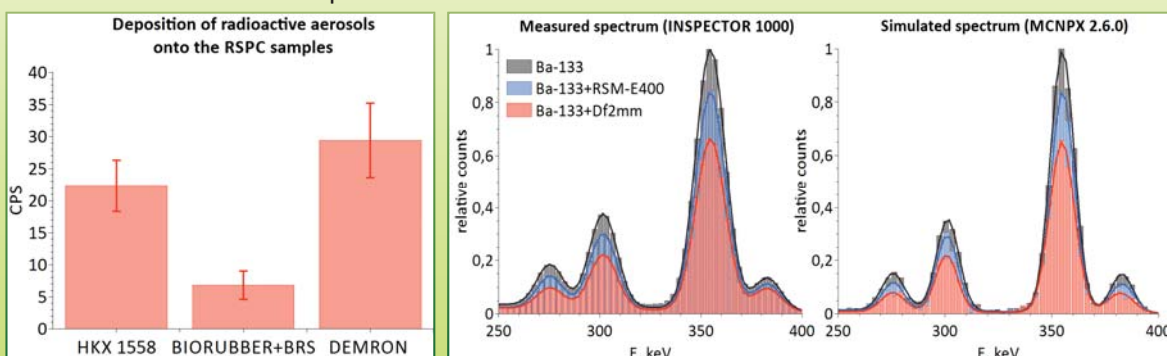 Deposition of radioactive aerosols
onto the RSPC samples
CPS
40
35
30
25
20
15
10
5
0
HKX 1558 BIORUBBER+BRS DEMRON
Measured spectrum (INSPECTOR 1000)
relative counts
1
0,8
0,6
0,4
0,2
0
Ba-133
Ba-133+RSM-E400
Ba-133+Df2mm
250 300 350 400
E, keV
Simulated spectrum (MCNPX 2.6.0)
relative counts
1
0,8
0,6
0,4
0,2
0
250 300 350 400
E, keV